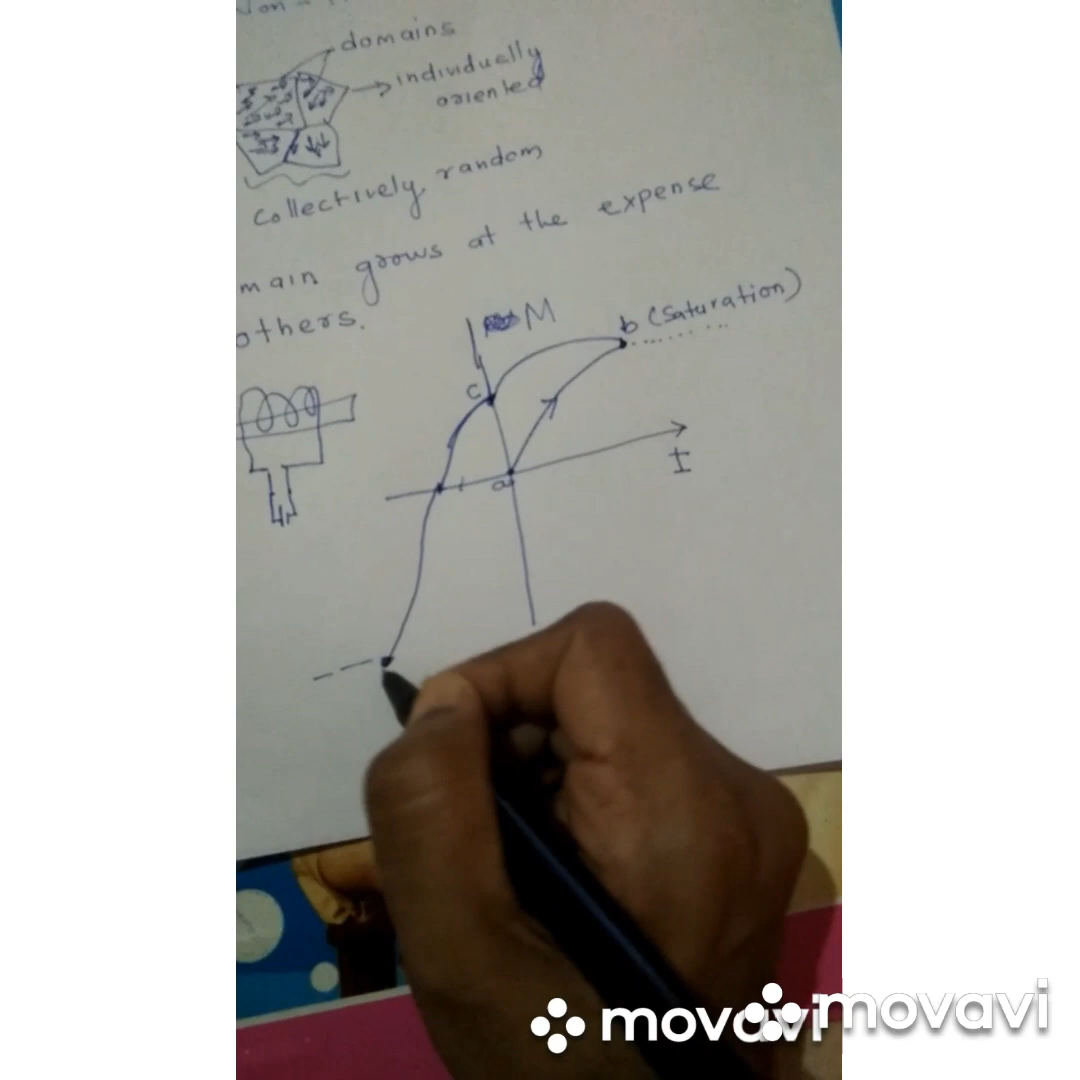 domains
individually
oriented
collectively random
main grows at the expense
others.
M
b (saturation)
c
a
I
movavi
movavi